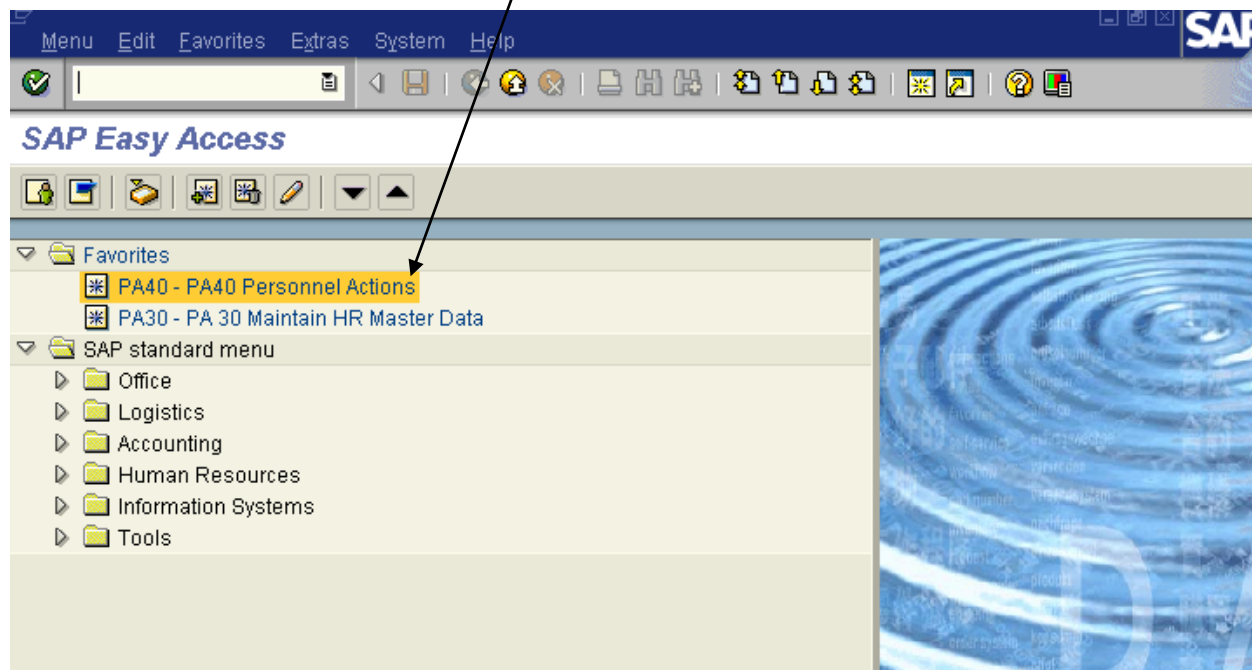 Menu Edit Favorites Extras System Help
SAP
SAP Easy Access
Favorites
PA40 - PA40 Personnel Actions
PA30 - PA 30 Maintain HR Master Data
SAP standard menu
Office
Logistics
Accounting
Human Resources
Information Systems
Tools